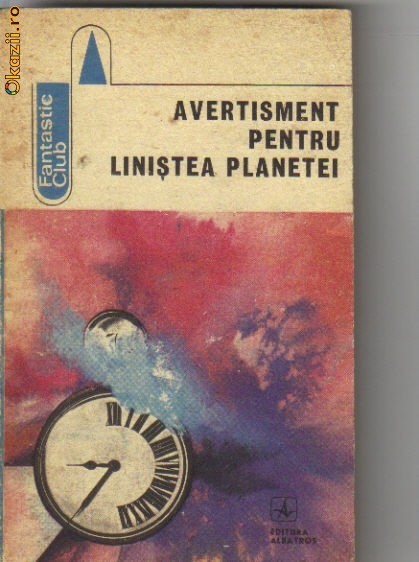 Okazii.ro
Fantastic
Club
AVERTISMENT
PENTRU
LINIȘTEA PLANETEI
EDITURA
ALBATROS